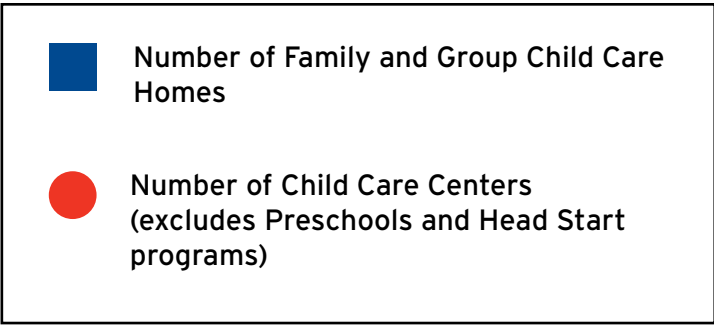 Number of Family and Group Child Care
Homes
Number of Child Care Centers
(excludes Preschools and Head Start
programs)